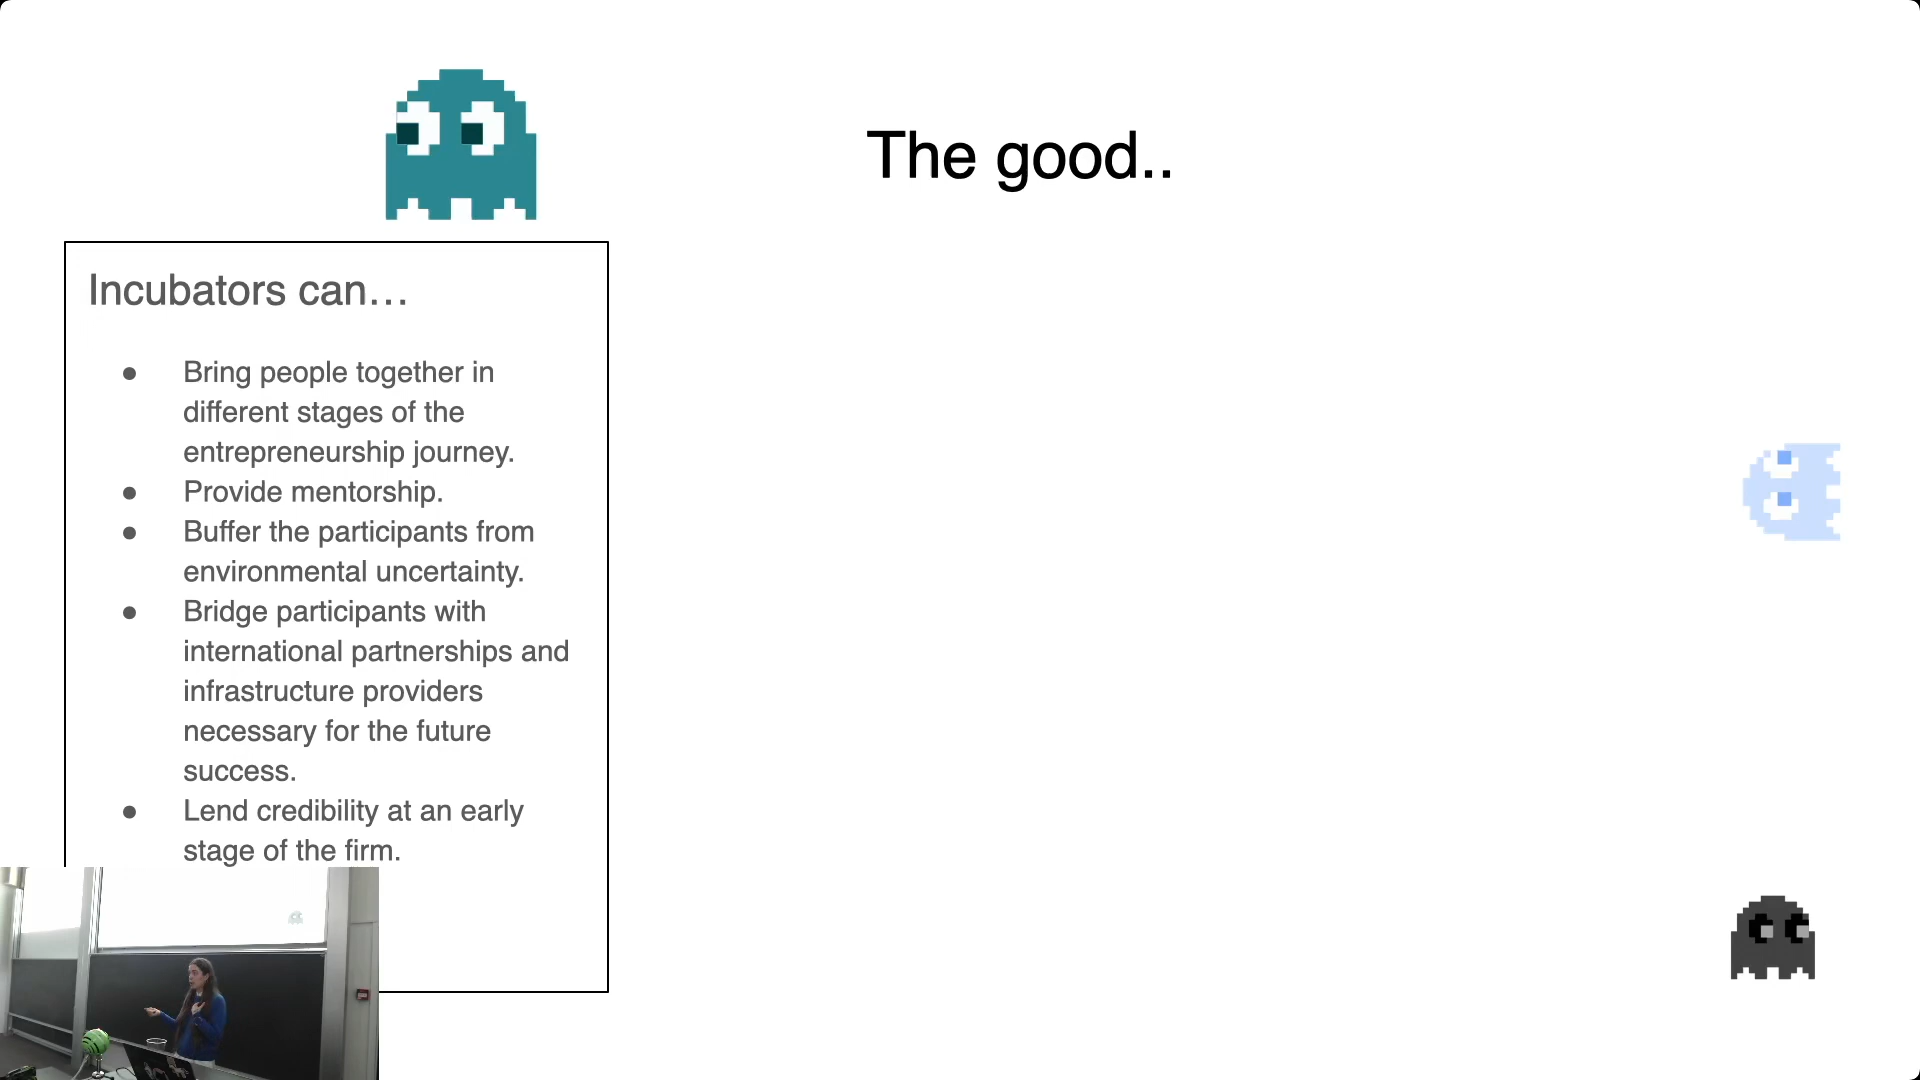 The good..
Incubators can…
● Bring people together in
different stages of the
entrepreneurship journey.
● Provide mentorship.
● Buffer the participants from
environmental uncertainty.
● Bridge participants with
international partnerships and
infrastructure providers
necessary for the future
success.
● Lend credibility at an early
stage of the firm.